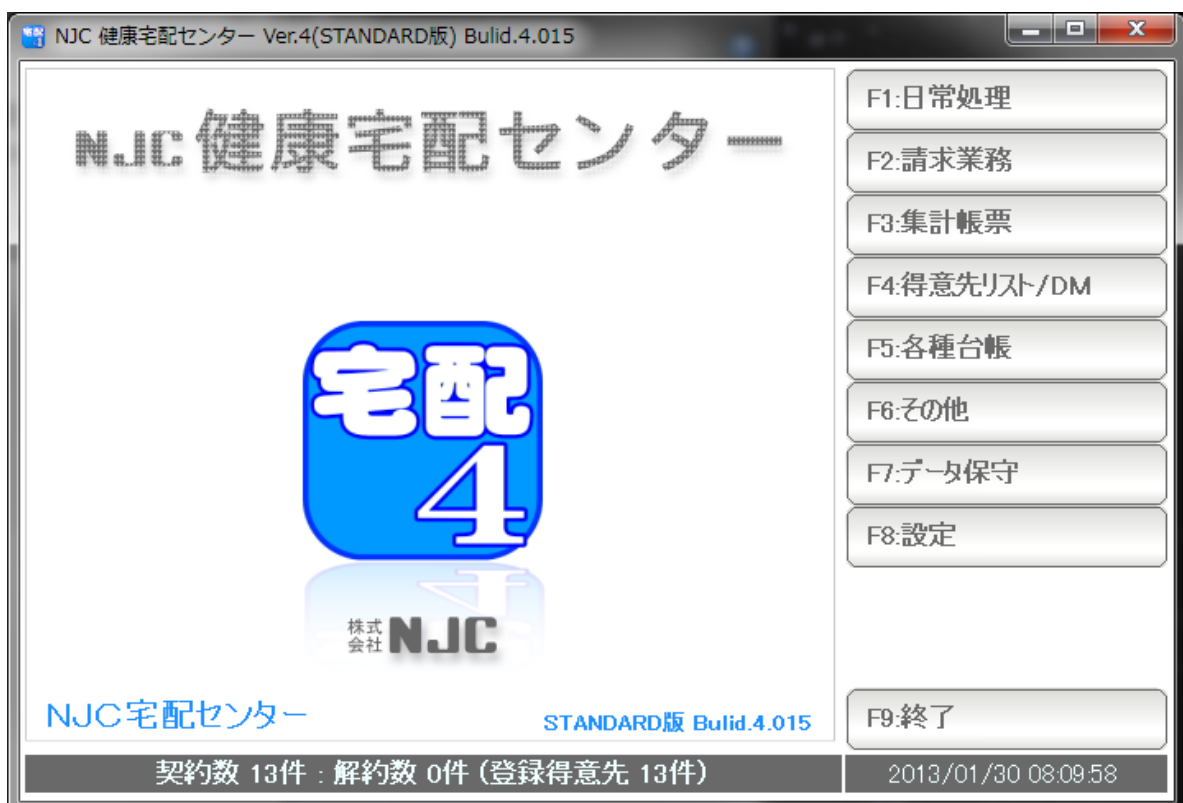 NJC 健康宅配センター Ver.4(STANDARD版) Bulid.4.015
NJC 健康宅配センター
宅配
4
株式
会社 NJC
NJC宅配センター
STANDARD版 Bulid.4.015
F1:日常処理
F2:請求業務
F3:集計帳票
F4:得意先リスト/DM
F5:各種台帳
F6:その他
F7:データ保守
F8:設定
F9:終了
契約数 13件 : 解約数 0件 (登録得意先 13件)
2013/01/30 08:09:58